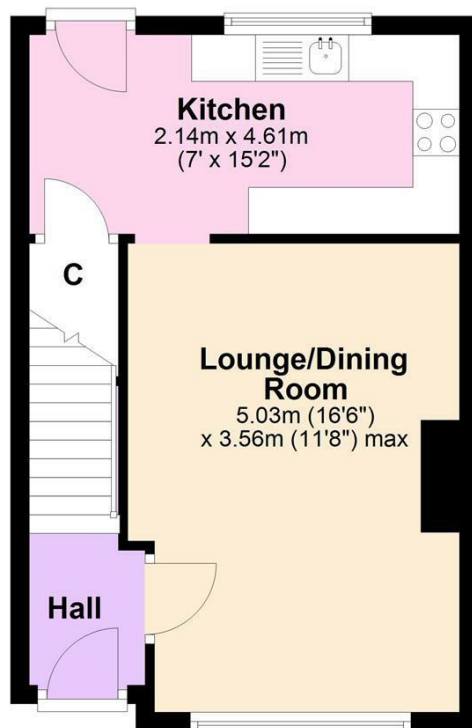 Kitchen
2.14m x 4.61m
(7' x 15'2")
C
Lounge/Dining
Room
5.03m (16'6")
x 3.56m (11'8") max
Hall